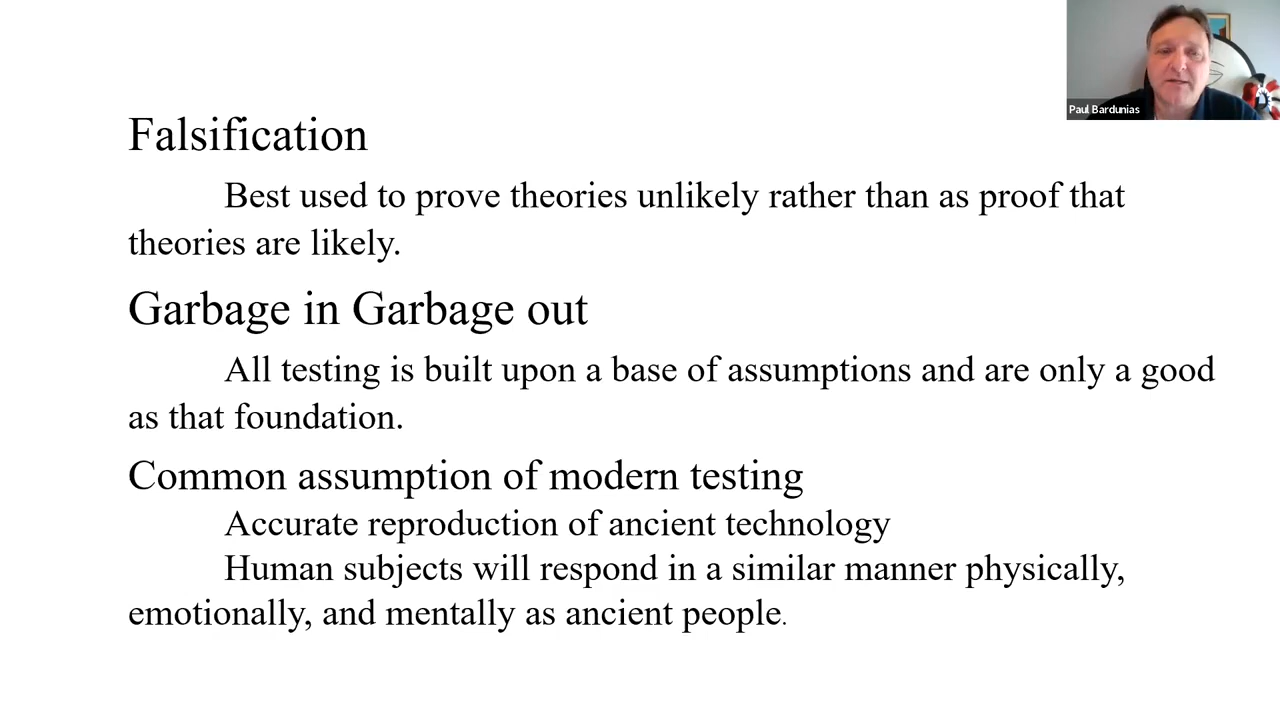 Paul Bardunias
Falsification
Best used to prove theories unlikely rather than as proof that
theories are likely.
Garbage in Garbage out
All testing is built upon a base of assumptions and are only a good
as that foundation.
Common assumption of modern testing
Accurate reproduction of ancient technology
Human subjects will respond in a similar manner physically,
emotionally, and mentally as ancient people.